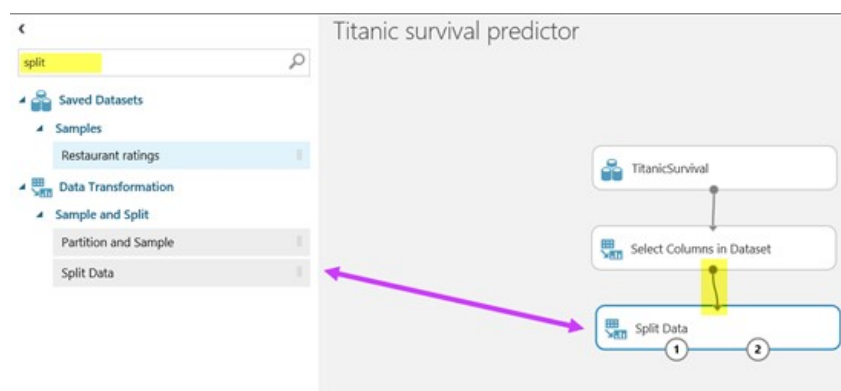 Titanic survival predictor
split
Saved Datasets
Samples
Restaurant ratings
Data Transformation
Sample and Split
Partition and Sample
Split Data
TitanicSurvival
Select Columns in Dataset
Split Data
1
2